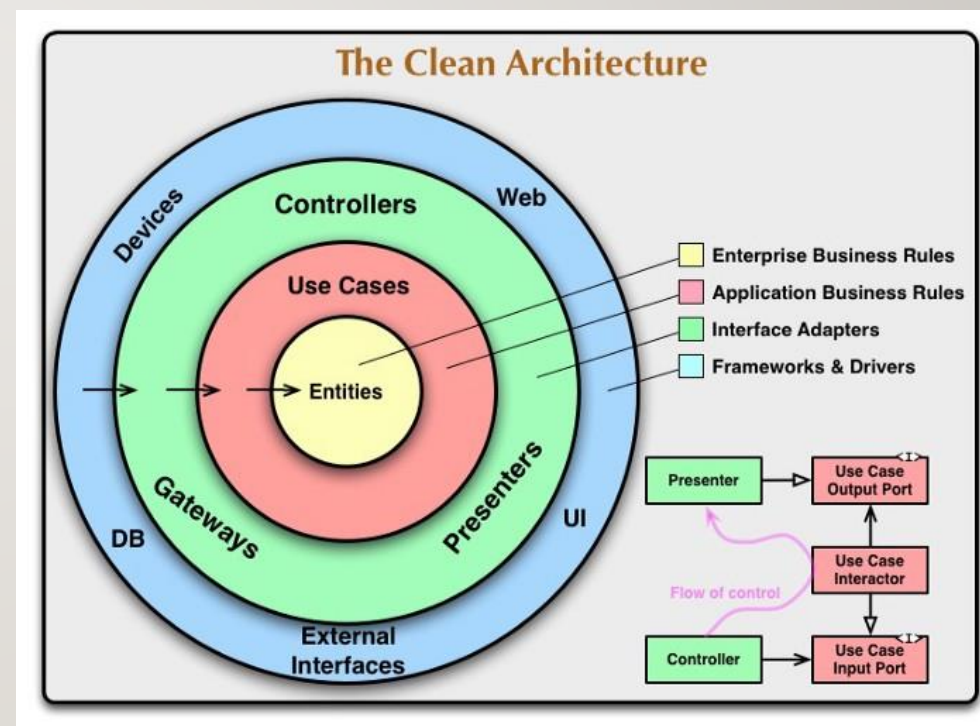 The Clean Architecture
Devices
Controllers
Web
Use Cases
Entities
Gateways
Presenters
DB
UI
External
Interfaces
Enterprise Business Rules
Application Business Rules
Interface Adapters
Frameworks & Drivers
Presenter
<I>
Use Case
Output Port
Flow of control
Use Case
Interactor
Controller
<I>
Use Case
Input Port